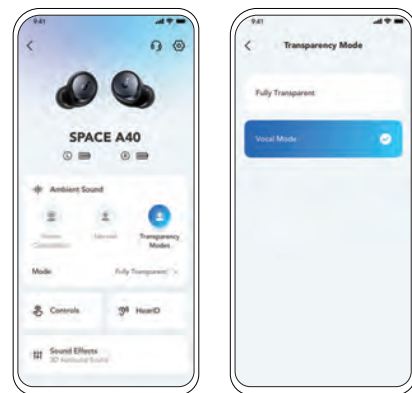 9:41
SPACE A40
L
R
Ambient Sound
Noise Cancellation
Normal
Transparency Modes
Mode
Fully Transparent >
Controls
HearID
Sound Effects
3D Surround Sound
9:41
Transparency Mode
Fully Transparent
Vocal Mode